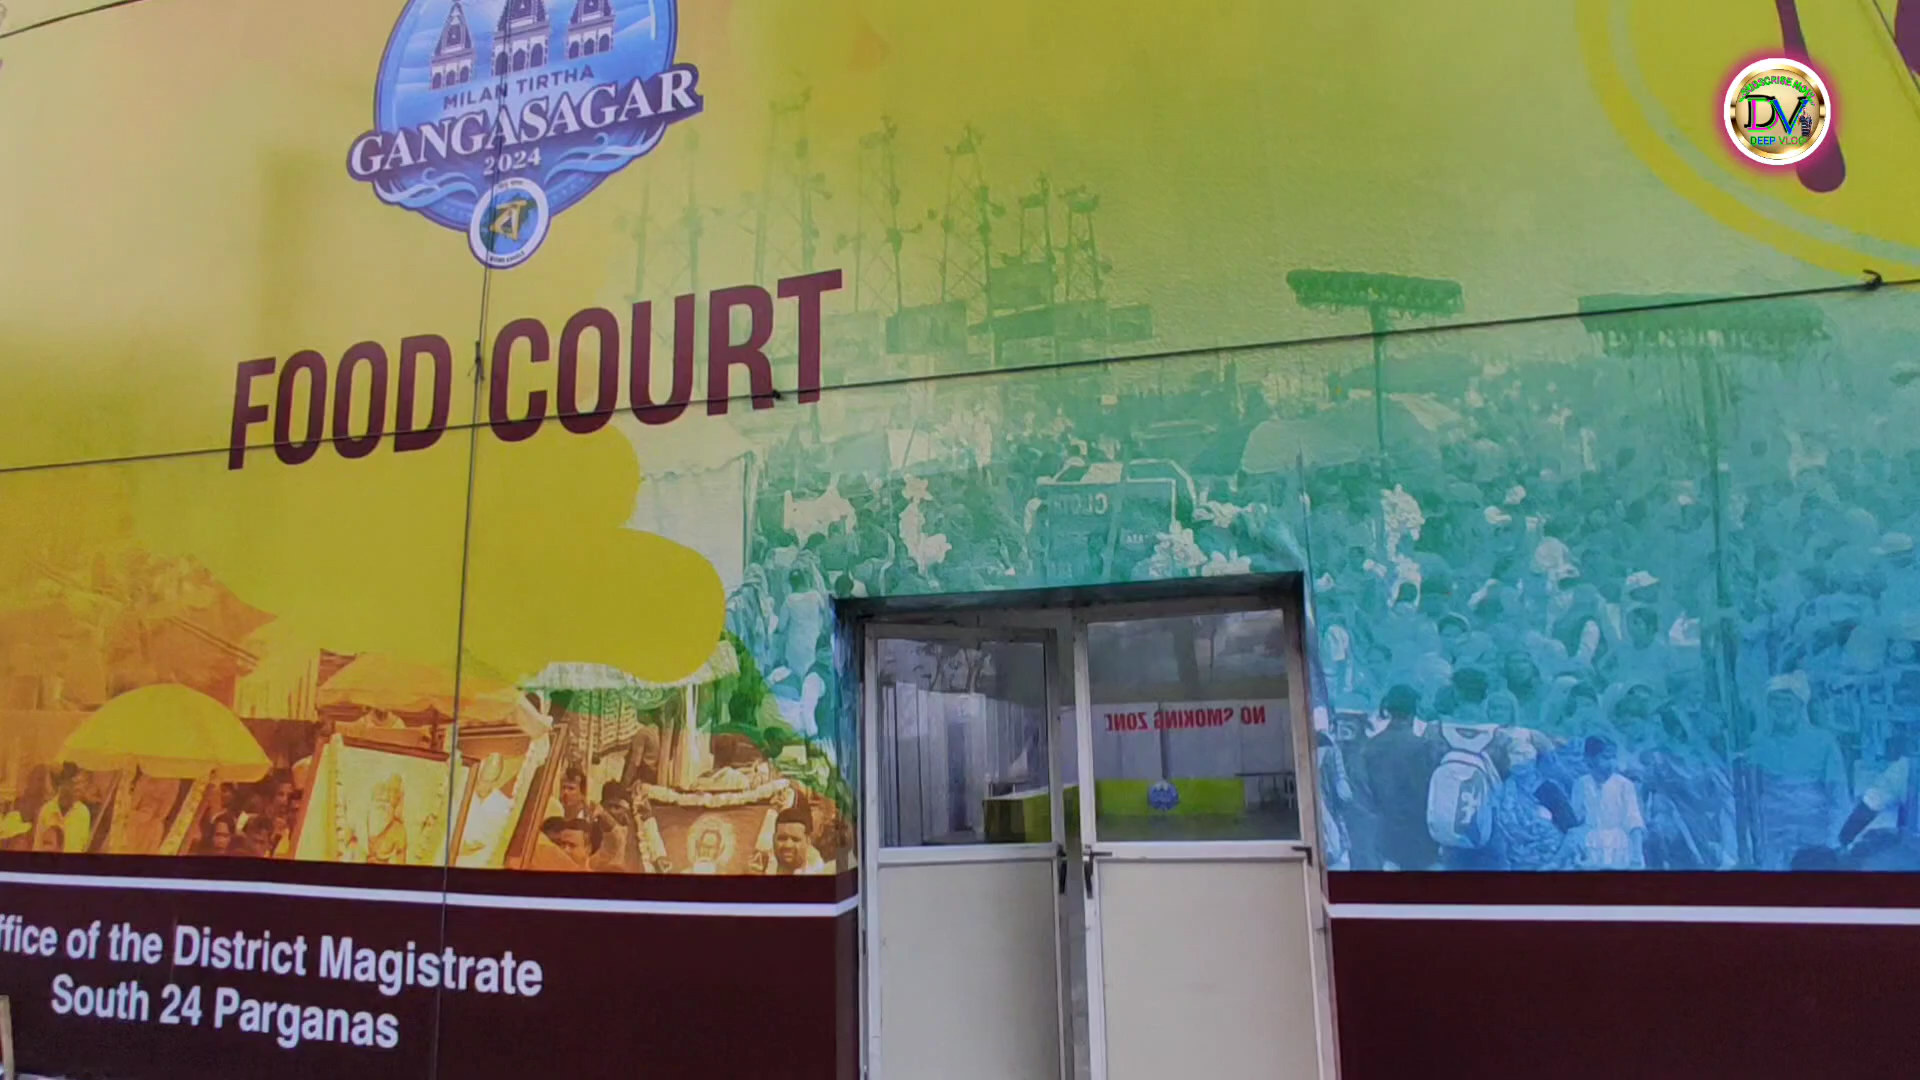 MILAN TIRTHA
GANGASAGAR
2024
SUBSCRIBE NOW
DV
DEEP VLOG
FOOD COURT
NO SMOKING ZONE
ffice of the District Magistrate
South 24 Parganas